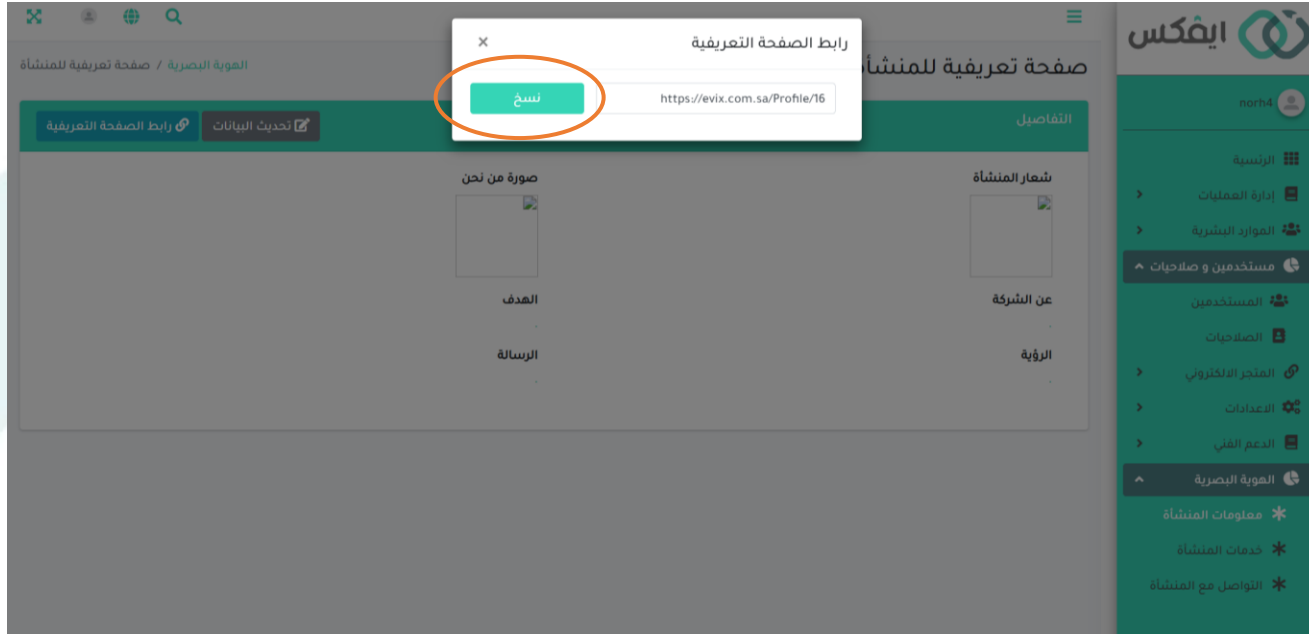 ايفكس
norh4
الرئسية
إدارة العمليات
الموارد البشرية
مستخدمين و صلاحيات
المستخدمين
الصلاحيات
المتجر الالكتروني
الاعدادات
الدعم الفني
الهوية البصرية
معلومات المنشأة
خدمات المنشأة
التواصل مع المنشأة
صفحة تعريفية للمنشأة
الهوية البصرية / صفحة تعريفية للمنشأة
رابط الصفحة التعريفية ×
https://evix.com.sa/Profile/16 نسخ
التفاصيل
تحديث البيانات رابط الصفحة التعريفية
شعار المنشأة صورة من نحن
عن الشركة الهدف
. .
الرؤية الرسالة
. .